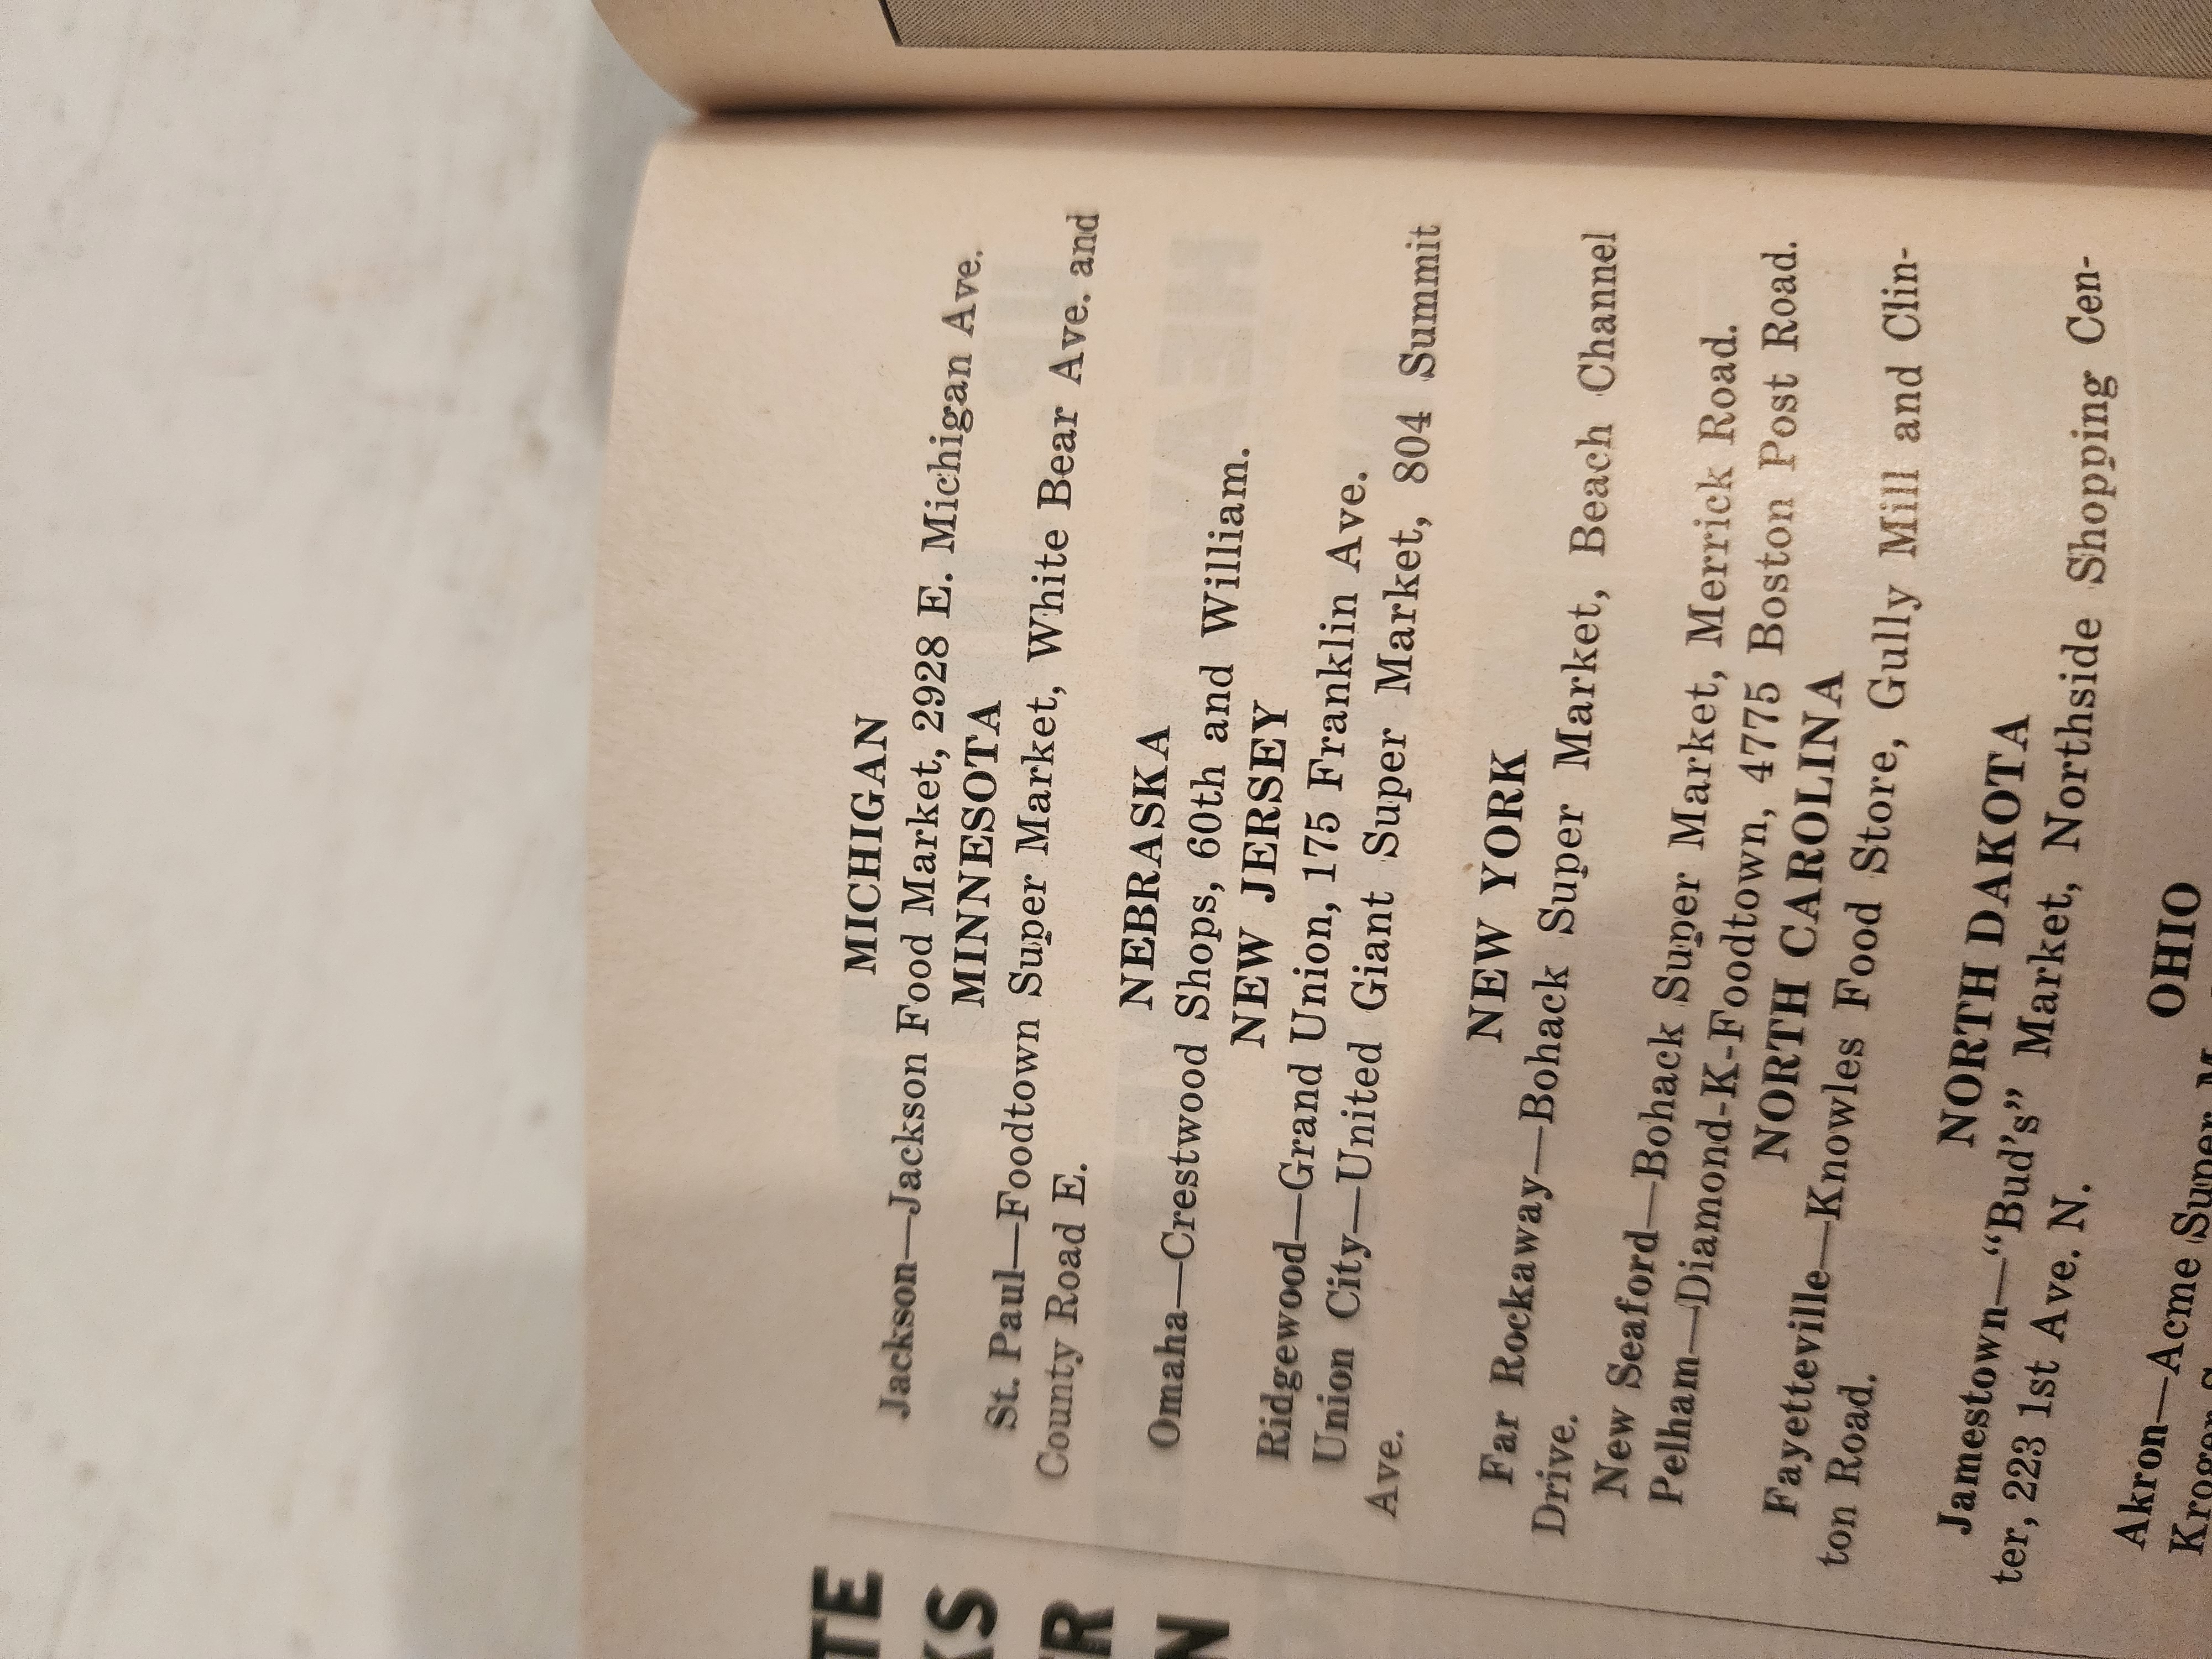 MICHIGAN
Jackson—Jackson Food Market, 2928 E. Michigan Ave.
MINNESOTA
St. Paul—Foodtown Super Market, White Bear Ave. and
County Road E.
NEBRASKA
Omaha—Crestwood Shops, 60th and William.
NEW JERSEY
Ridgewood—Grand Union, 175 Franklin Ave.
Union City—United Giant Super Market, 804 Summit
Ave.
NEW YORK
Far Rockaway—Bohack Super Market, Beach Channel
Drive.
New Seaford—Bohack Super Market, Merrick Road.
Pelham—Diamond-K-Foodtown, 4775 Boston Post Road.
NORTH CAROLINA
Fayetteville—Knowles Food Store, Gully Mill and Clin-
ton Road.
NORTH DAKOTA
Jamestown—“Bud's” Market, Northside Shopping Cen-
ter, 223 1st Ave. N.
OHIO
Akron—Acme Super
Kroger
TE
KS